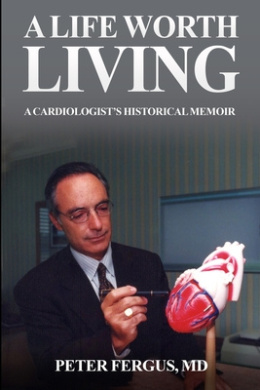 A LIFE WORTH
LIVING
A CARDIOLOGIST'S HISTORICAL MEMOIR
PETER FERGUS, MD